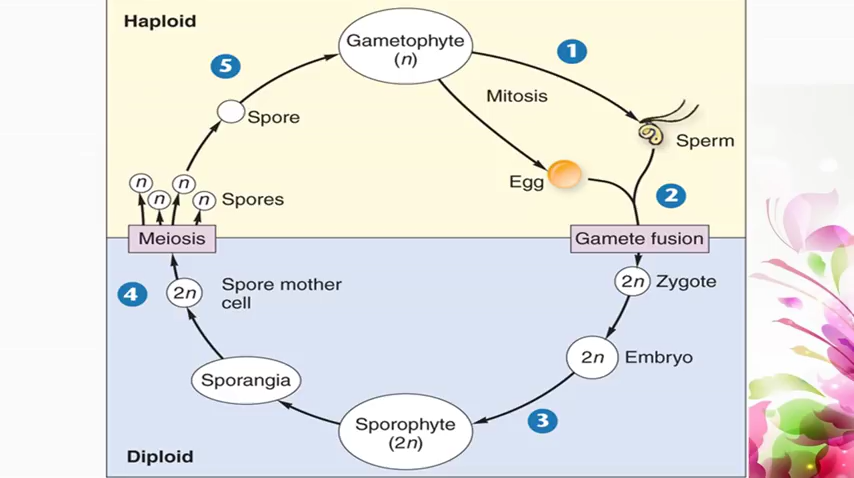 Haploid
Gametophyte
(n)
5
1
Mitosis
Spore
Sperm
Egg
2
n
n
n
n
Spores
Meiosis
Gamete fusion
2n
Zygote
4
2n
Spore mother
cell
2n
Embryo
Sporangia
3
Sporophyte
(2n)
Diploid